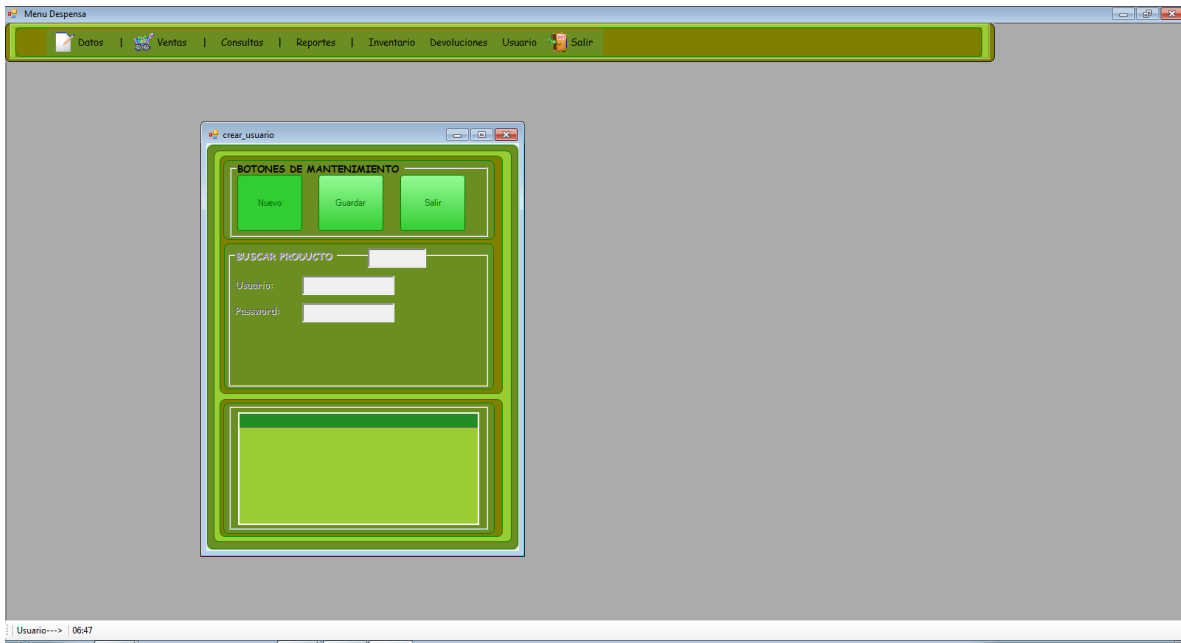 Menu Despensa
Datos | Ventas | Consultas | Reportes | Inventario Devoluciones Usuario Salir
crear_usuario
BOTONES DE MANTENIMIENTO
Nuevo Guardar Salir
BUSCAR PRODUCTO
Usuario:
Password:
Usuario---> 06:47